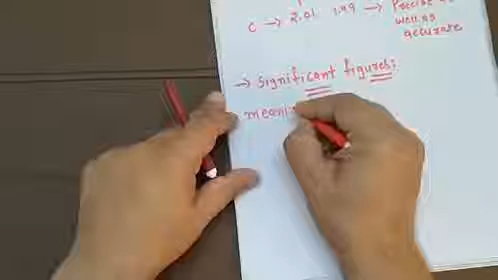 C → 2.01 1.99 → Precise as
well as
accurate
→ Significant figures:
meani